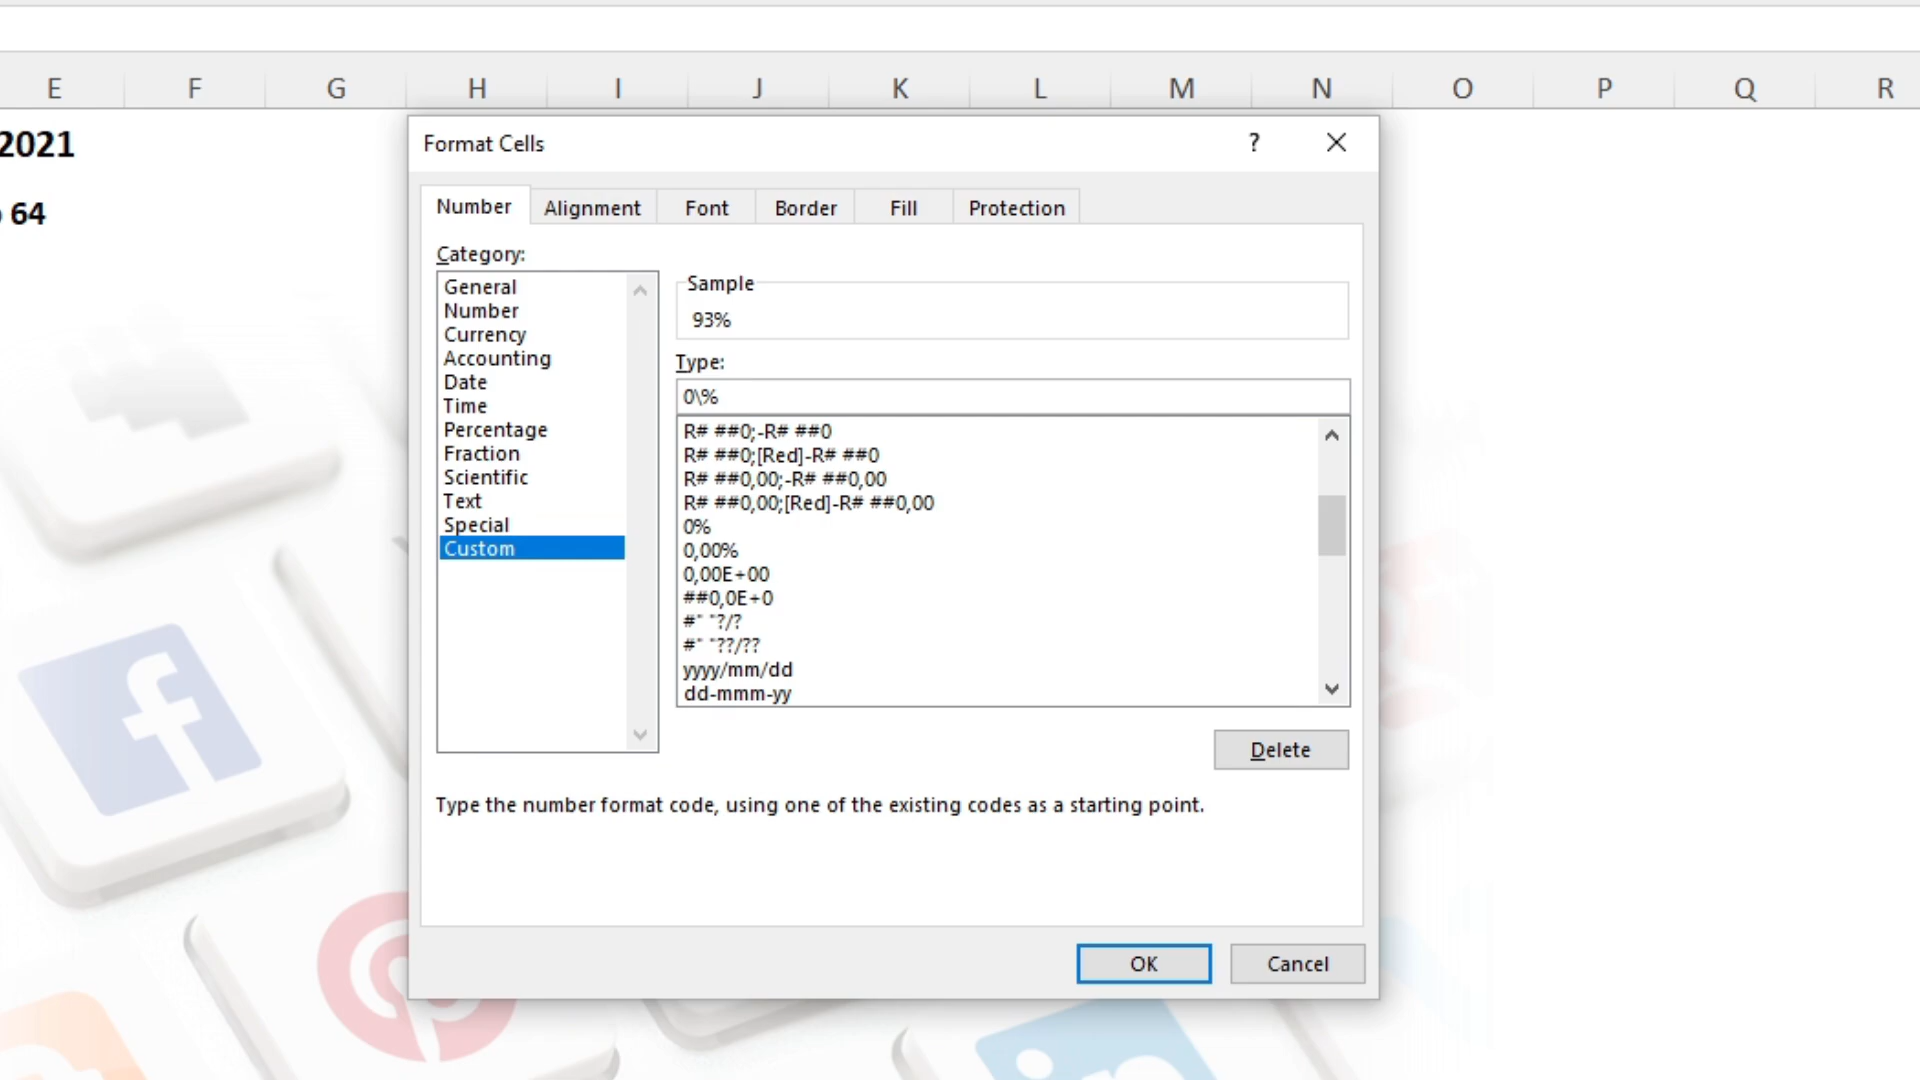 E F G H I J K L M N O P Q R
2021
64
Format Cells
?
Number Alignment Font Border Fill Protection
Category:
General
Number
Currency
Accounting
Date
Time
Percentage
Fraction
Scientific
Text
Special
Custom
Sample
93%
Type:
0\%
R# ##0;-R# ##0
R# ##0;[Red]-R# ##0
R# ##0,00;-R# ##0,00
R# ##0,00;[Red]-R# ##0,00
0%
0,00%
0,00E+00
##0,0E+0
#" "?/?
#" "??/??
yyyy/mm/dd
dd-mmm-yy
Delete
Type the number format code, using one of the existing codes as a starting point.
OK Cancel